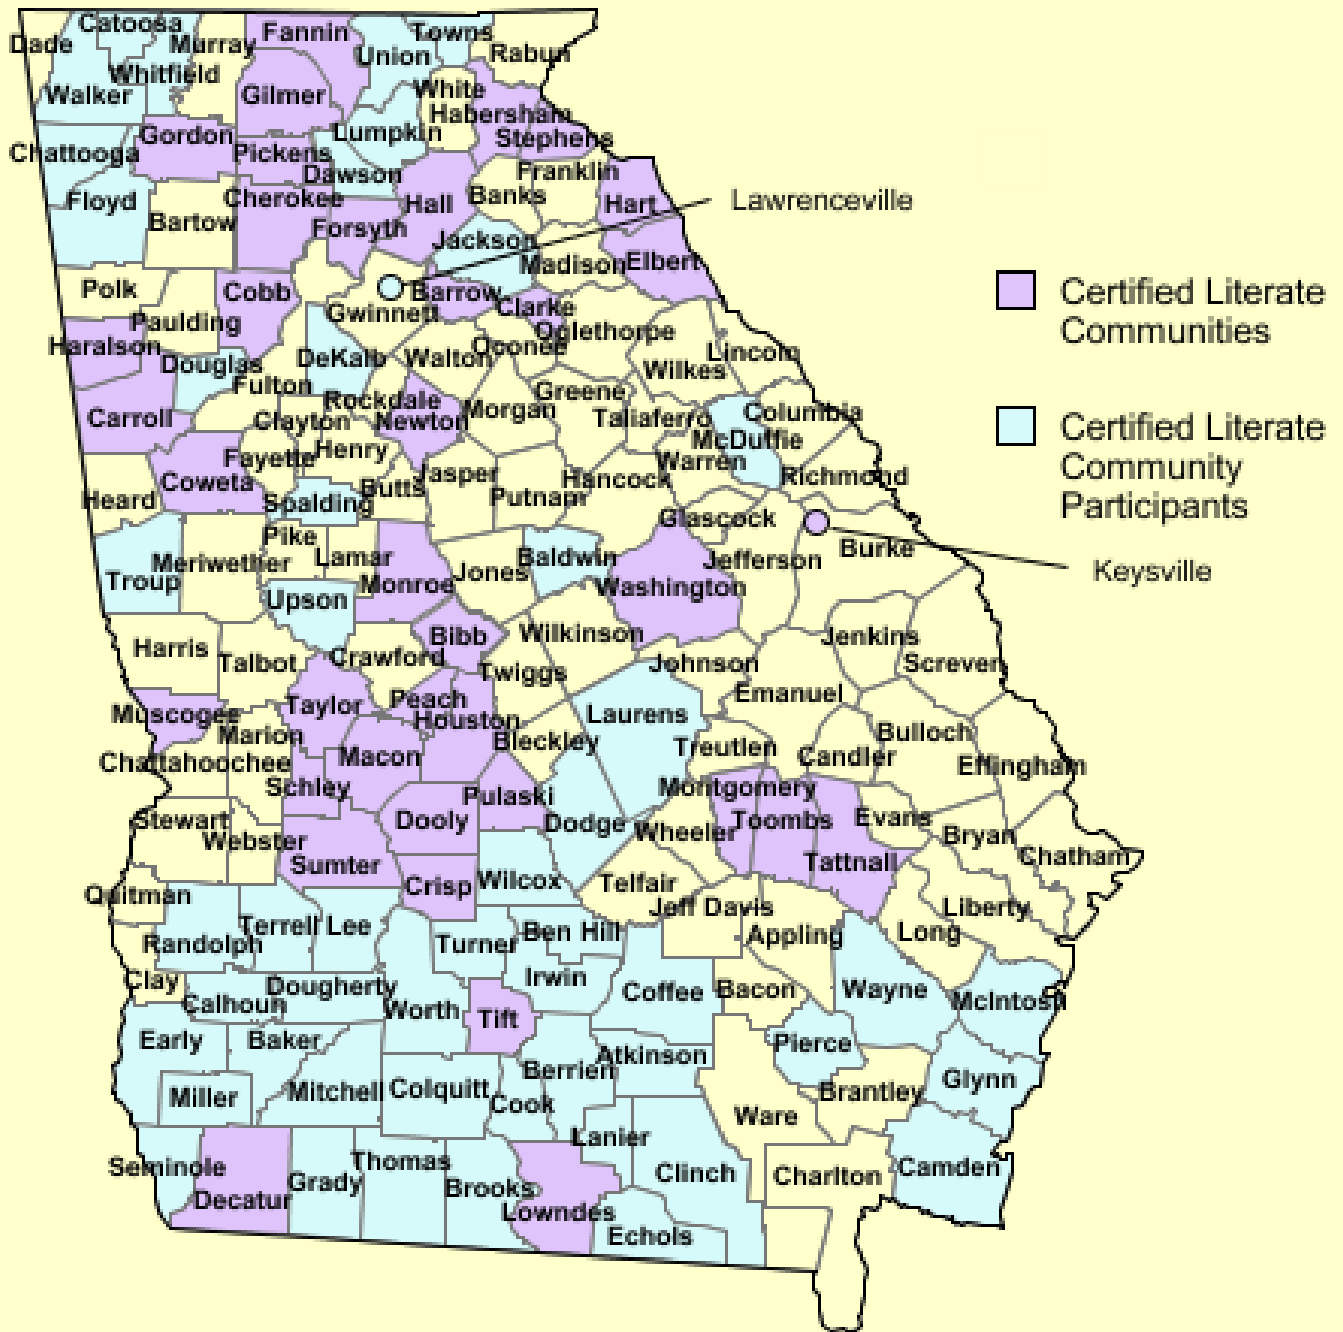 Catoosa
Fannin
Towns
Dade
Murray
Union
Rabun
Whitfield
Walker
Gilmer
White
Habersham
Gordon
Lumpkin
Stephens
Chattooga
Pickens
Dawson
Franklin
Floyd
Cherokee
Hall
Banks
Hart
Lawrenceville
Bartow
Forsyth
Jackson
Madison
Elbert
Polk
Cobb
Barrow
Certified Literate
Communities
Gwinnett
Clarke
Paulding
Oglethorpe
Haralson
Oconee
DeKalb
Walton
Lincoln
Douglas
Wilkes
Fulton
Greene
Rockdale
Carroll
Clayton
Newton
Morgan
Taliaferro
Columbia
Certified Literate
Community
Participants
McDuffie
Henry
Fayette
Warren
Coweta
Jasper
Hancock
Richmond
Heard
Butts
Putnam
Spalding
Glascock
Pike
Burke
Meriwether
Lamar
Baldwin
Jefferson
Keysville
Troup
Monroe
Jones
Washington
Upson
Bibb
Wilkinson
Jenkins
Harris
Talbot
Crawford
Twiggs
Johnson
Screven
Emanuel
Taylor
Peach
Muscogee
Houston
Laurens
Marion
Bleckley
Bulloch
Macon
Treutlen
Candler
Chattahoochee
Effingham
Schley
Pulaski
Montgomery
Stewart
Dooly
Dodge
Wheeler
Toombs
Evans
Webster
Bryan
Sumter
Tattnall
Chatham
Quitman
Crisp
Wilcox
Telfair
Jeff Davis
Liberty
Terrell
Lee
Randolph
Turner
Ben Hill
Appling
Long
Clay
Dougherty
Irwin
Calhoun
Worth
Coffee
Bacon
Wayne
McIntosh
Tift
Early
Baker
Pierce
Atkinson
Berrien
Glynn
Miller
Mitchell
Colquitt
Cook
Brantley
Ware
Lanier
Seminole
Thomas
Clinch
Charlton
Camden
Decatur
Grady
Brooks
Lowndes
Echols